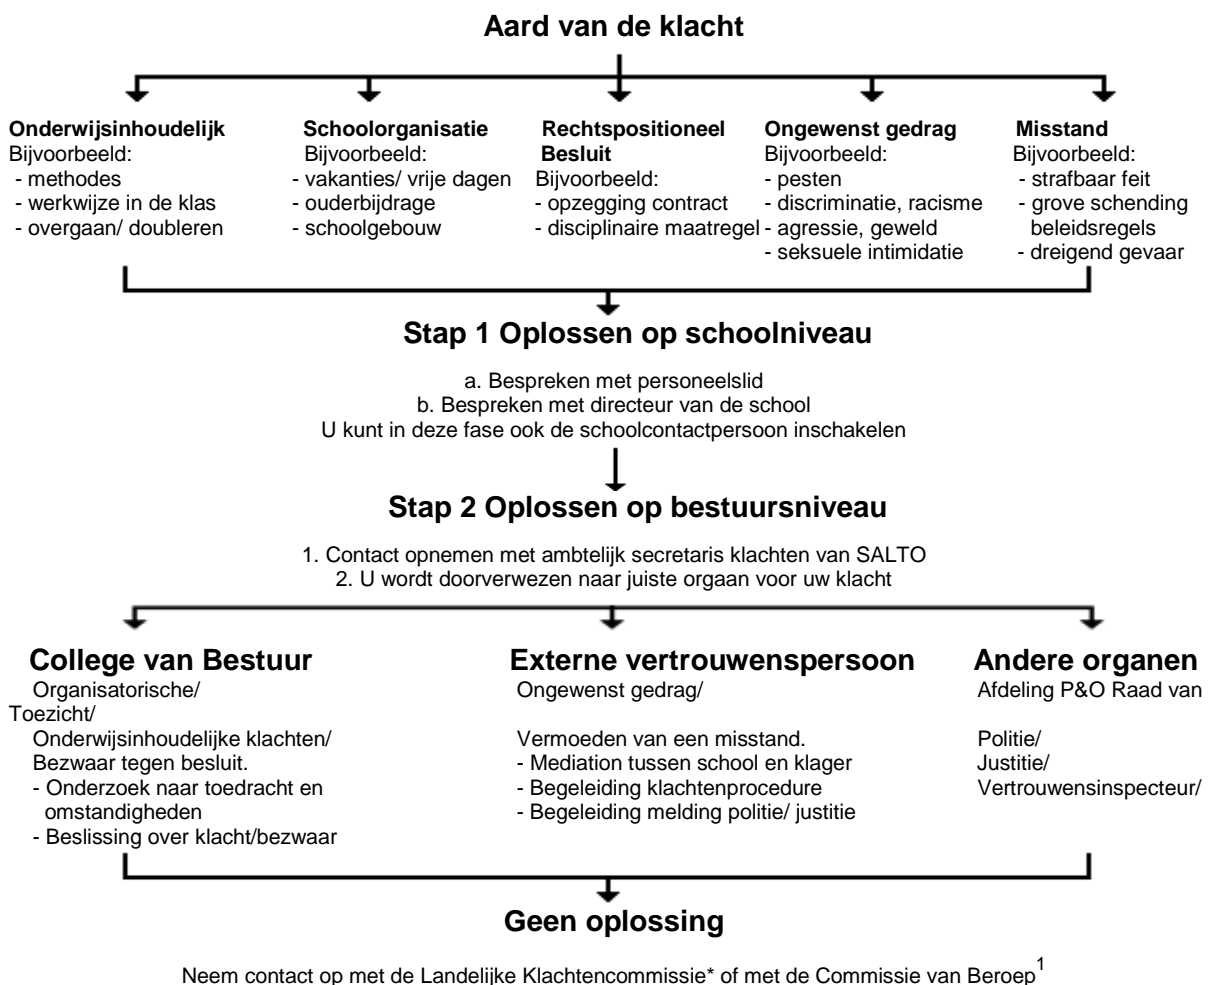 Aard van de klacht
Onderwijsinhoudelijk
Bijvoorbeeld:
- methodes
- werkwijze in de klas
- overgaan/ doubleren
Schoolorganisatie
Bijvoorbeeld:
- vakanties/ vrije dagen
- ouderbijdrage
- schoolgebouw
Rechtspositioneel
Besluit
Bijvoorbeeld:
- opzegging contract
- disciplinaire maatregel
Ongewenst gedrag
Bijvoorbeeld:
- pesten
- discriminatie, racisme
- agressie, geweld
- seksuele intimidatie
Misstand
Bijvoorbeeld:
- strafbaar feit
- grove schending
beleidsregels
- dreigend gevaar
Stap 1 Oplossen op schoolniveau
a. Bespreken met personeelslid
b. Bespreken met directeur van de school
U kunt in deze fase ook de schoolcontactpersoon inschakelen
Stap 2 Oplossen op bestuursniveau
1. Contact opnemen met ambtelijk secretaris klachten van SALTO
2. U wordt doorverwezen naar juiste orgaan voor uw klacht
College van Bestuur
Organisatorische/
Toezicht/
Onderwijsinhoudelijke klachten/
Bezwaar tegen besluit.
- Onderzoek naar toedracht en
omstandigheden
- Beslissing over klacht/bezwaar
Externe vertrouwenspersoon
Ongewenst gedrag/
Vermoeden van een misstand.
- Mediation tussen school en klager
- Begeleiding klachtenprocedure
- Begeleiding melding politie/ justitie
Andere organen
Afdeling P&O Raad van
Politie/
Justitie/
Vertrouwensinspecteur/
Geen oplossing
Neem contact op met de Landelijke Klachtencommissie* of met de Commissie van Beroep1